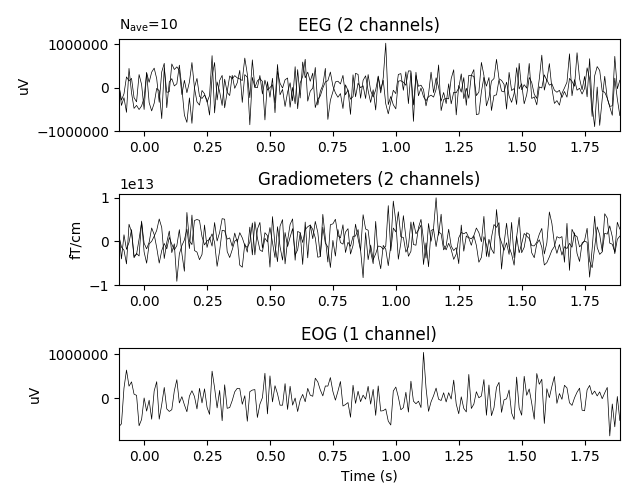 N_ave=10
EEG (2 channels)
1000000
0
−1000000
uV
0.00 0.25 0.50 0.75 1.00 1.25 1.50 1.75
1e13
Gradiometers (2 channels)
1
0
−1
fT/cm
0.00 0.25 0.50 0.75 1.00 1.25 1.50 1.75
EOG (1 channel)
1000000
0
uV
0.00 0.25 0.50 0.75 1.00 1.25 1.50 1.75
Time (s)